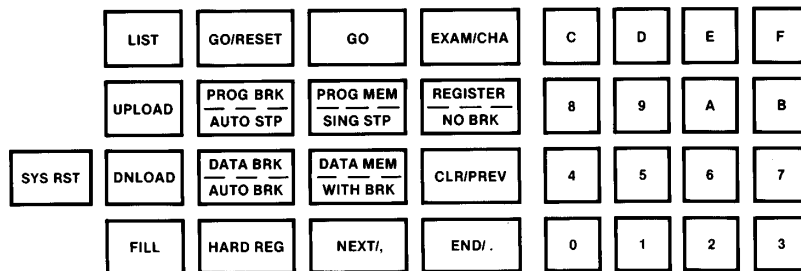 LIST GO/RESET GO EXAM/CHA C D E F
UPLOAD PROG BRK AUTO STP PROG MEM SING STP REGISTER NO BRK 8 9 A B
SYS RST DNLOAD DATA BRK AUTO BRK DATA MEM WITH BRK CLR/PREV 4 5 6 7
FILL HARD REG NEXT/, END/ . 0 1 2 3